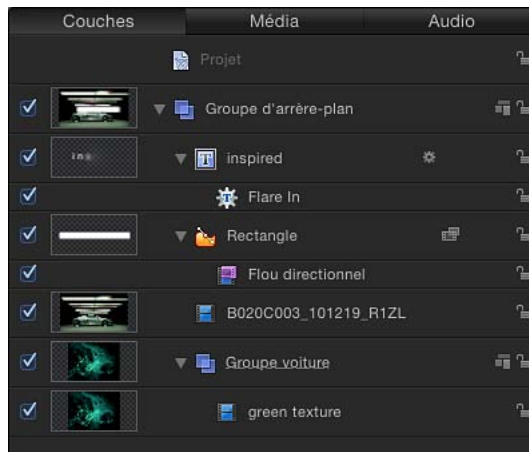 Couches Média Audio
Projet
Groupe d'arrère-plan
inspired
Flare In
Rectangle
Flou directionnel
B020C003_101219_R1ZL
Groupe voiture
green texture